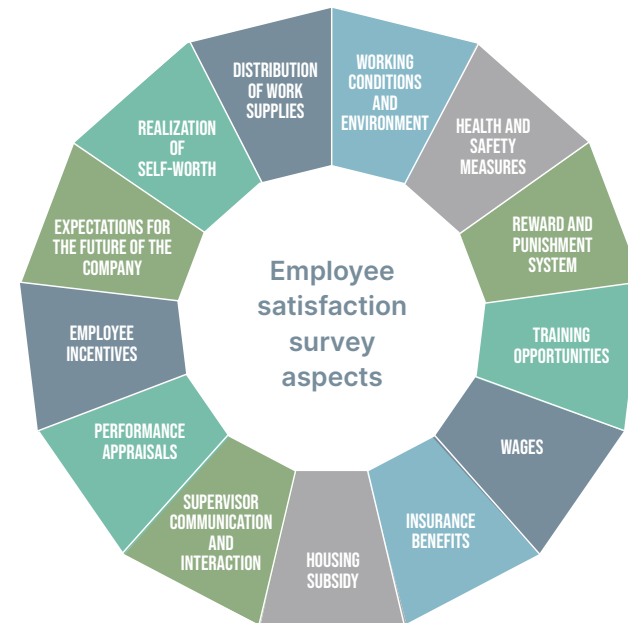 Employee
satisfaction
survey
aspects
WORKING
CONDITIONS
AND
ENVIRONMENT
HEALTH AND
SAFETY
MEASURES
REWARD AND
PUNISHMENT
SYSTEM
TRAINING
OPPORTUNITIES
WAGES
INSURANCE
BENEFITS
HOUSING
SUBSIDY
SUPERVISOR
COMMUNICATION
AND
INTERACTION
PERFORMANCE
APPRAISALS
EMPLOYEE
INCENTIVES
EXPECTATIONS FOR
THE FUTURE OF THE
COMPANY
REALIZATION
OF
SELF-WORTH
DISTRIBUTION
OF WORK
SUPPLIES